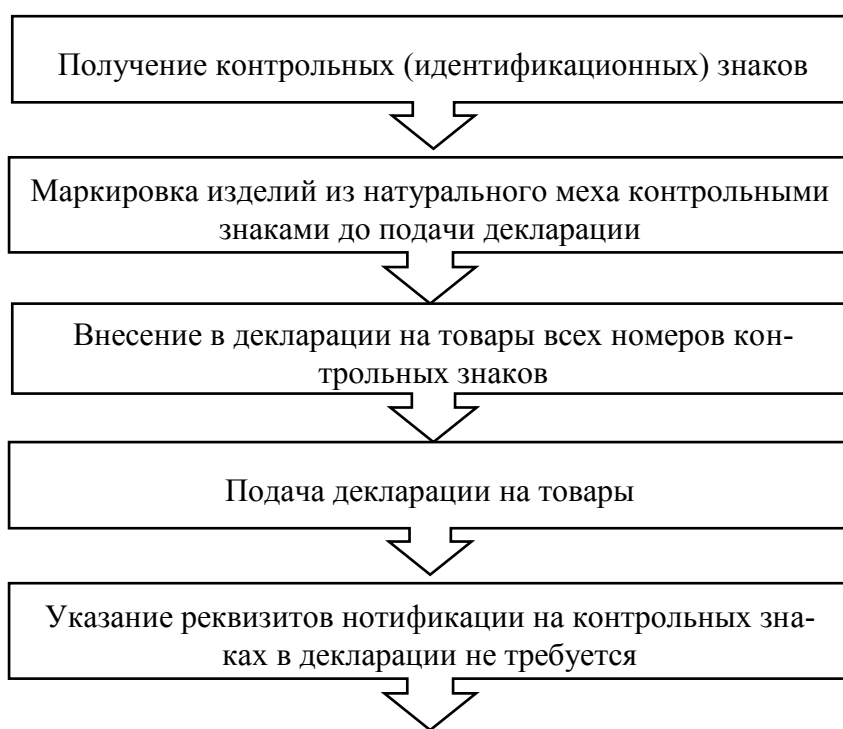 Получение контрольных (идентификационных) знаков
Маркировка изделий из натурального меха контрольными
знаками до подачи декларации
Внесение в декларации на товары всех номеров кон-
трольных знаков
Подача декларации на товары
Указание реквизитов нотификации на контрольных зна-
ках в декларации не требуется